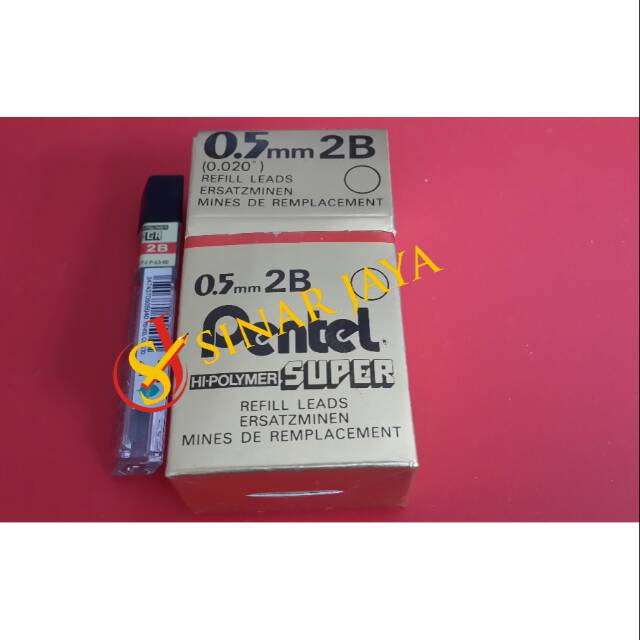 0.5mm 2B
(0.020")
REFILL LEADS
ERSATZMINEN
MINES DE REMPLACEMENT
0.5mm 2B
Pentel
HI-POLYMER SUPER
REFILL LEADS
ERSATZMINEN
MINES DE REMPLACEMENT
2B
SINAR JAYA